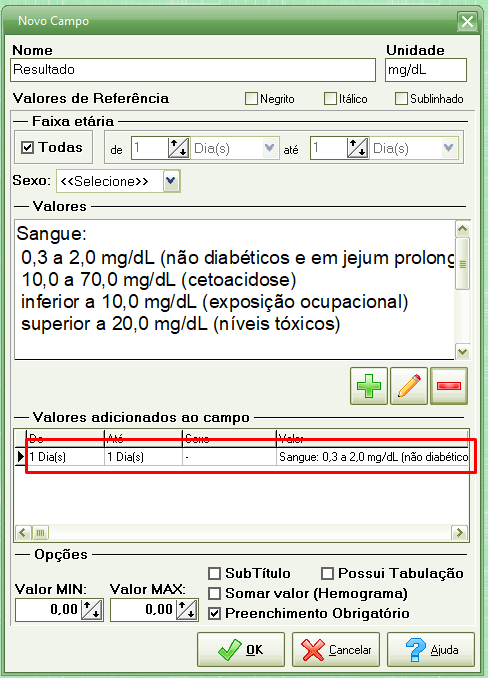 Novo Campo
Nome Unidade
Resultado mg/dL
Valores de Referência Negrito Itálico Sublinhado
Faixa etária
Todas de 1 Dia(s) até 1 Dia(s)
Sexo: <<Selecione>>
Valores
Sangue:
0,3 a 2,0 mg/dL (não diabéticos e em jejum prolong
10,0 a 70,0 mg/dL (cetoacidose)
inferior a 10,0 mg/dL (exposição ocupacional)
superior a 20,0 mg/dL (níveis tóxicos)
Valores adicionados ao campo
De Até Sexo Valor
1 Dia(s) 1 Dia(s) - Sangue: 0,3 a 2,0 mg/dL (não diabético
Opções
SubTítulo Possui Tabulação
Valor MIN: Valor MAX: Somar valor (Hemograma)
0,00 0,00 Preenchimento Obrigatório
OK Cancelar Ajuda